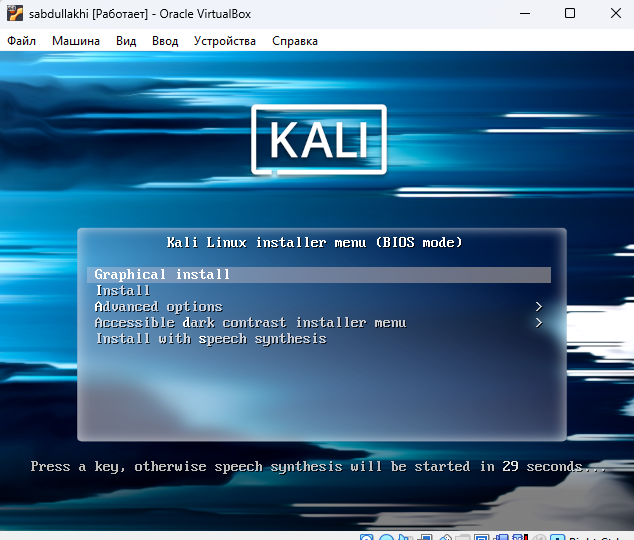 sabdullakhi [Работает] - Oracle VirtualBox
Файл Машина Вид Ввод Устройства Справка
KALI
Kali Linux installer menu (BIOS mode)
Graphical install
Install
Advanced options >
Accessible dark contrast installer menu >
Install with speech synthesis
Press a key, otherwise speech synthesis will be started in 29 seconds...